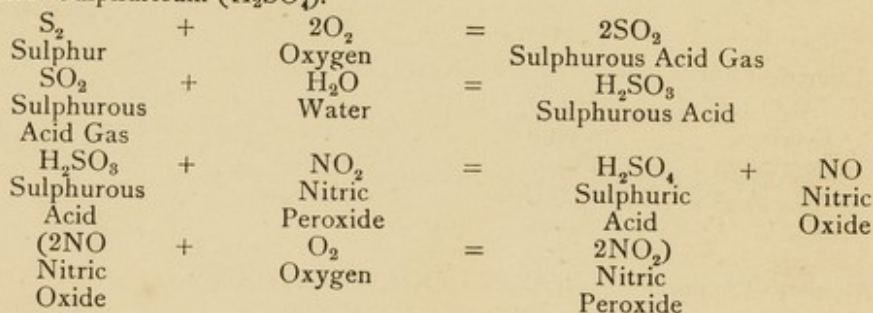 S₂ + 2O₂ = 2SO₂
Sulphur Oxygen Sulphurous Acid Gas
SO₂ + H₂O = H₂SO₃
Sulphurous Water Sulphurous Acid
Acid Gas
H₂SO₃ + NO₂ = H₂SO₄ + NO
Sulphurous Nitric Sulphuric Nitric
Acid Peroxide Acid Oxide
(2NO + O₂ = 2NO₂)
Nitric Oxygen Nitric
Oxide Peroxide